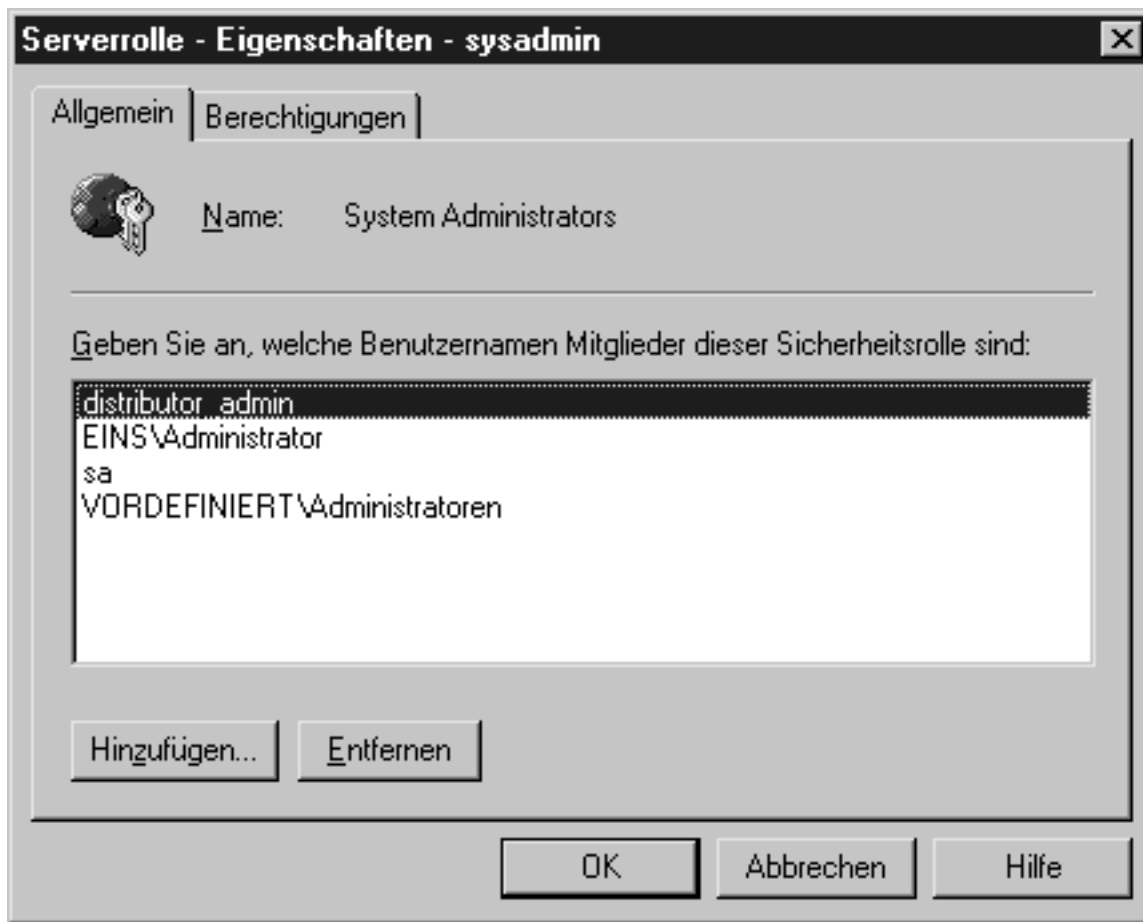 Serverrolle - Eigenschaften - sysadmin
Allgemein
Berechtigungen
Name: System Administrators
Geben Sie an, welche Benutzernamen Mitglieder dieser Sicherheitsrolle sind:
distributor_admin
EINS\Administrator
sa
VORDEFINIERT\Administratoren
Hinzufügen... Entfernen
OK Abbrechen Hilfe